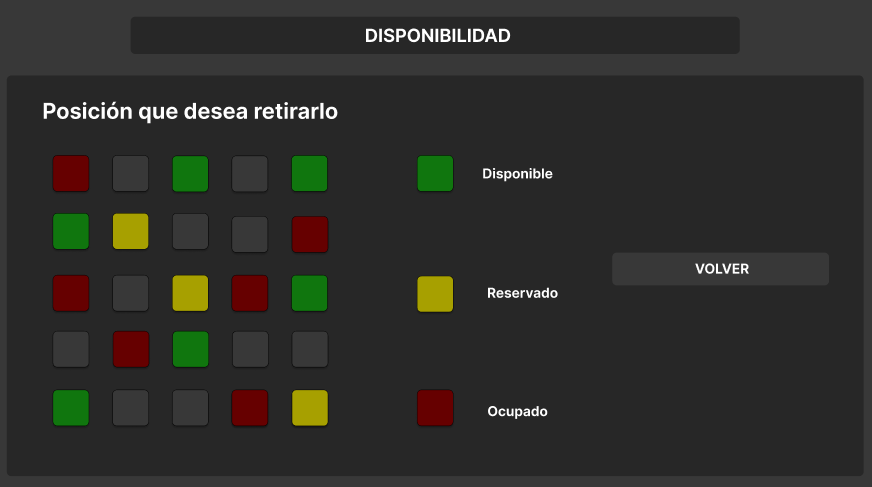 DISPONIBILIDAD
Posición que desea retirarlo
Disponible
VOLVER
Reservado
Ocupado